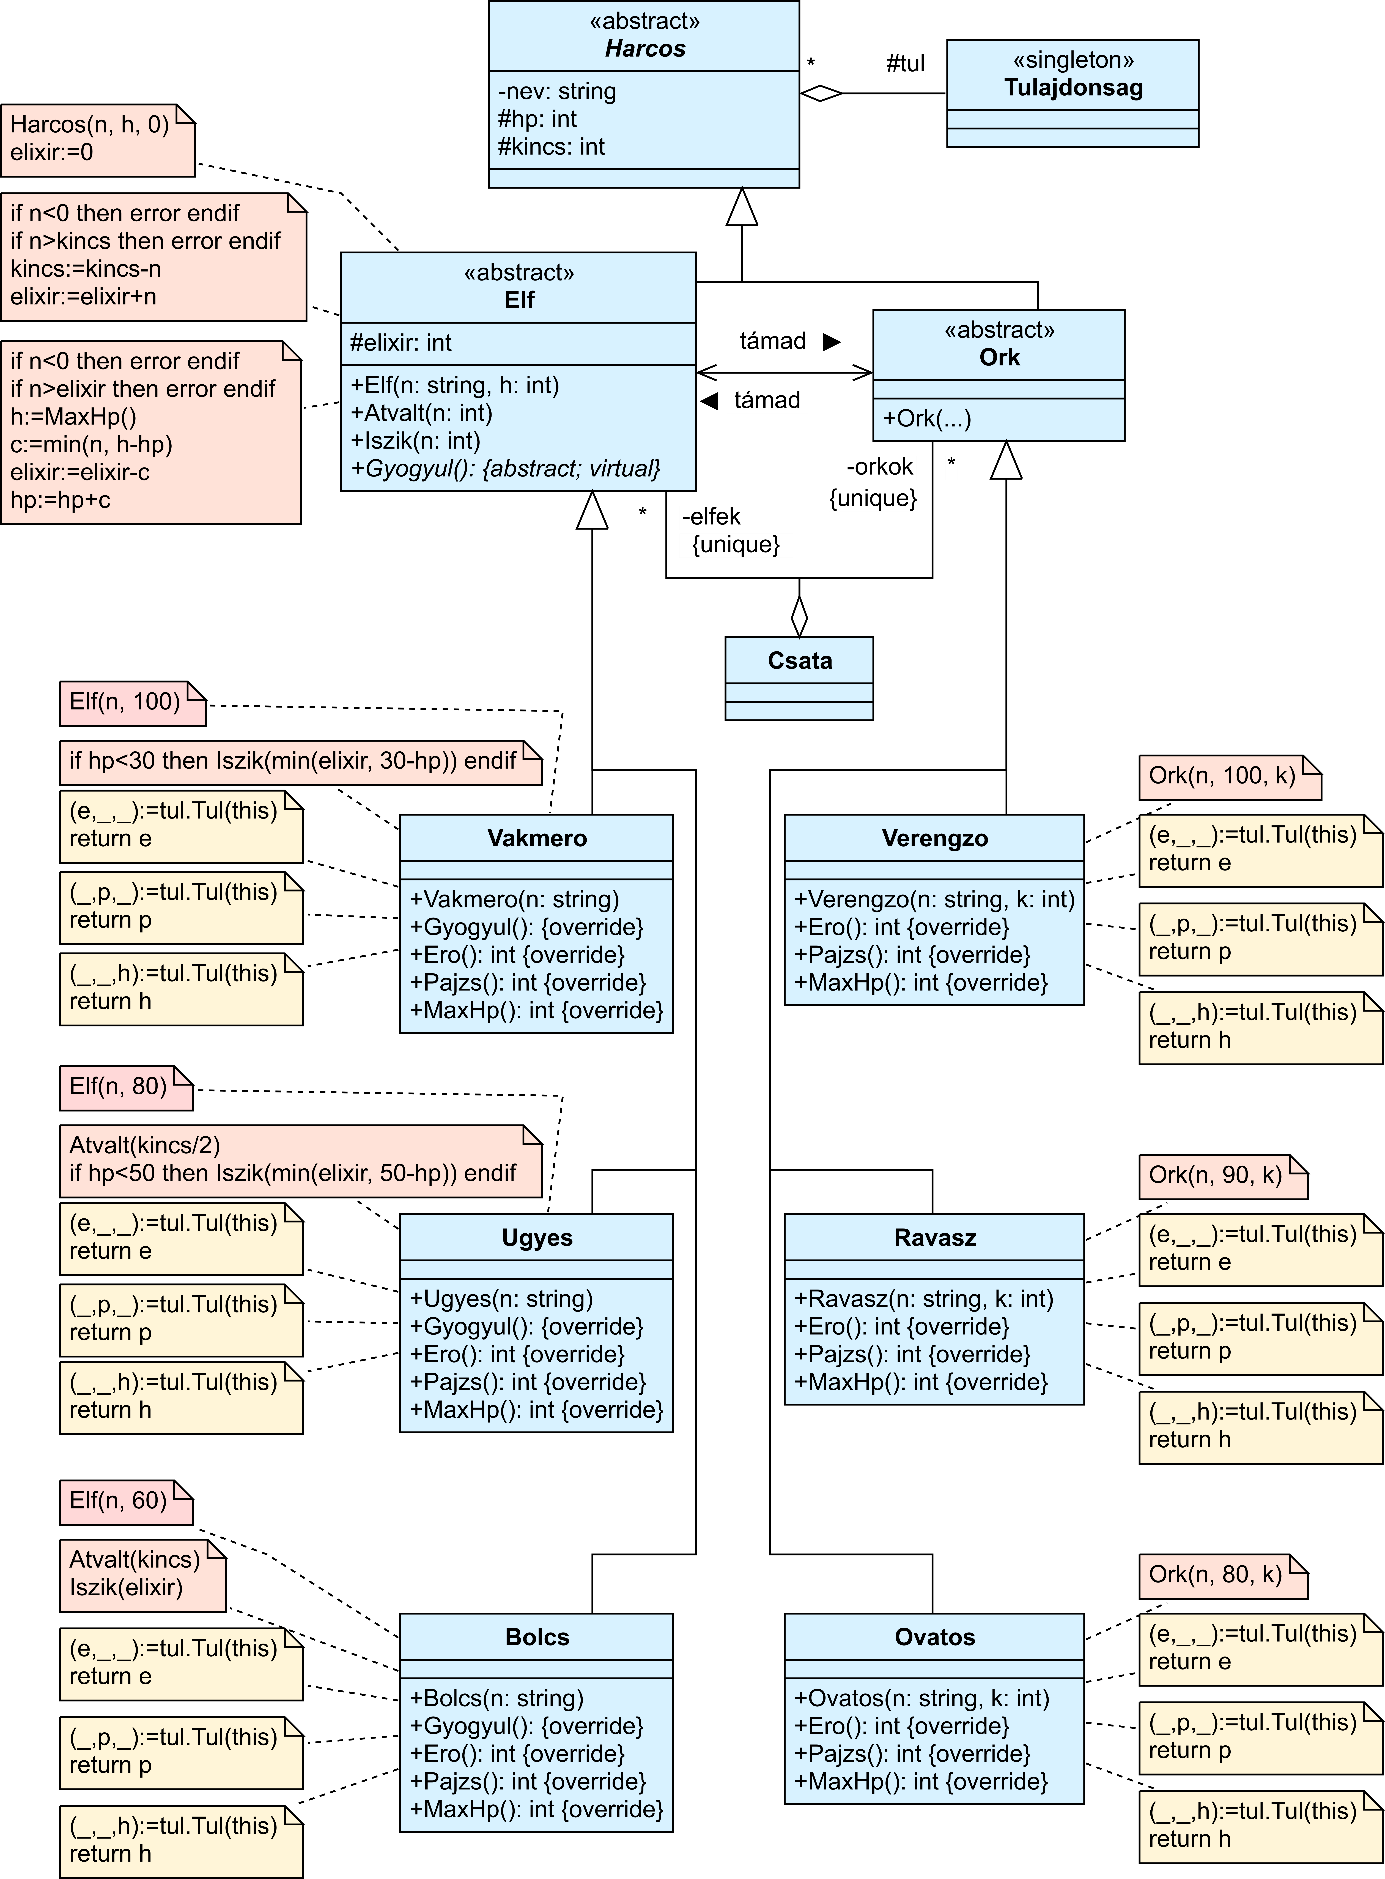 «abstract»
Harcos
-nev: string
#hp: int
#kincs: int
*
#tul
«singleton»
Tulajdonsag
Harcos(n, h, 0)
elixir:=0
if n<0 then error endif
if n>kincs then error endif
kincs:=kincs-n
elixir:=elixir+n
if n<0 then error endif
if n>elixir then error endif
h:=MaxHp()
c:=min(n, h-hp)
elixir:=elixir-c
hp:=hp+c
«abstract»
Elf
#elixir: int
+Elf(n: string, h: int)
+Atvalt(n: int)
+Iszik(n: int)
+Gyogyul(): {abstract; virtual}
támad ▶
◀ támad
«abstract»
Ork
+Ork(...)
*
-elfek
{unique}
-orkok
{unique}
*
Csata
Elf(n, 100)
if hp<30 then Iszik(min(elixir, 30-hp)) endif
(e,_,_):=tul.Tul(this)
return e
(_,p,_):=tul.Tul(this)
return p
(_,_,h):=tul.Tul(this)
return h
Vakmero
+Vakmero(n: string)
+Gyogyul(): {override}
+Ero(): int {override}
+Pajzs(): int {override}
+MaxHp(): int {override}
Verengzo
+Verengzo(n: string, k: int)
+Ero(): int {override}
+Pajzs(): int {override}
+MaxHp(): int {override}
Ork(n, 100, k)
(e,_,_):=tul.Tul(this)
return e
(_,p,_):=tul.Tul(this)
return p
(_,_,h):=tul.Tul(this)
return h
Elf(n, 80)
Atvalt(kincs/2)
if hp<50 then Iszik(min(elixir, 50-hp)) endif
(e,_,_):=tul.Tul(this)
return e
(_,p,_):=tul.Tul(this)
return p
(_,_,h):=tul.Tul(this)
return h
Ugyes
+Ugyes(n: string)
+Gyogyul(): {override}
+Ero(): int {override}
+Pajzs(): int {override}
+MaxHp(): int {override}
Ravasz
+Ravasz(n: string, k: int)
+Ero(): int {override}
+Pajzs(): int {override}
+MaxHp(): int {override}
Ork(n, 90, k)
(e,_,_):=tul.Tul(this)
return e
(_,p,_):=tul.Tul(this)
return p
(_,_,h):=tul.Tul(this)
return h
Elf(n, 60)
Atvalt(kincs)
Iszik(elixir)
(e,_,_):=tul.Tul(this)
return e
(_,p,_):=tul.Tul(this)
return p
(_,_,h):=tul.Tul(this)
return h
Bolcs
+Bolcs(n: string)
+Gyogyul(): {override}
+Ero(): int {override}
+Pajzs(): int {override}
+MaxHp(): int {override}
Ovatos
+Ovatos(n: string, k: int)
+Ero(): int {override}
+Pajzs(): int {override}
+MaxHp(): int {override}
Ork(n, 80, k)
(e,_,_):=tul.Tul(this)
return e
(_,p,_):=tul.Tul(this)
return p
(_,_,h):=tul.Tul(this)
return h